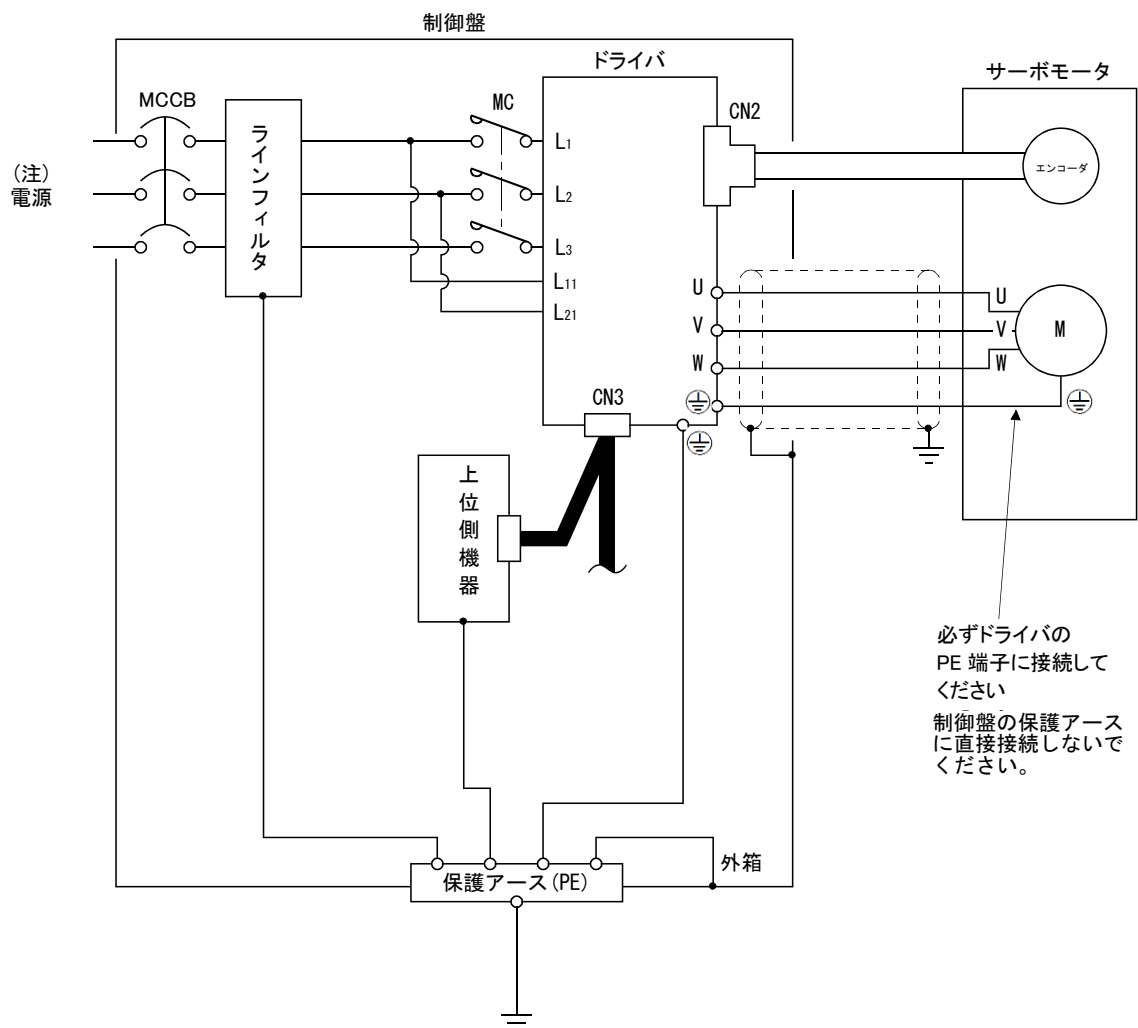 制御盤
ドライバ
サーボモータ
MCCB
MC
CN2
ラインフィルタ
(注)
電源
L1
L2
L3
L11
L21
エンコーダ
U
V
W
U
V
W
M
CN3
上位側機器
必ずドライバの
PE 端子に接続して
ください
制御盤の保護アース
に直接接続しないで
ください。
外箱
保護アース(PE)